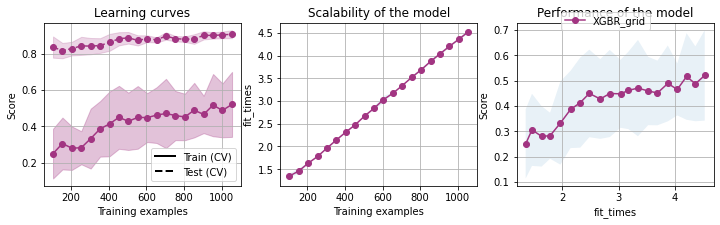 Learning curves
Score
0.8
0.6
0.4
0.2
200 400 600 800 1000
Training examples
Train (CV)
Test (CV)
Scalability of the model
fit_times
4.5
4.0
3.5
3.0
2.5
2.0
1.5
200 400 600 800 1000
Training examples
Performance of the model
XGBR_grid
Score
0.7
0.6
0.5
0.4
0.3
0.2
0.1
2 3 4
fit_times